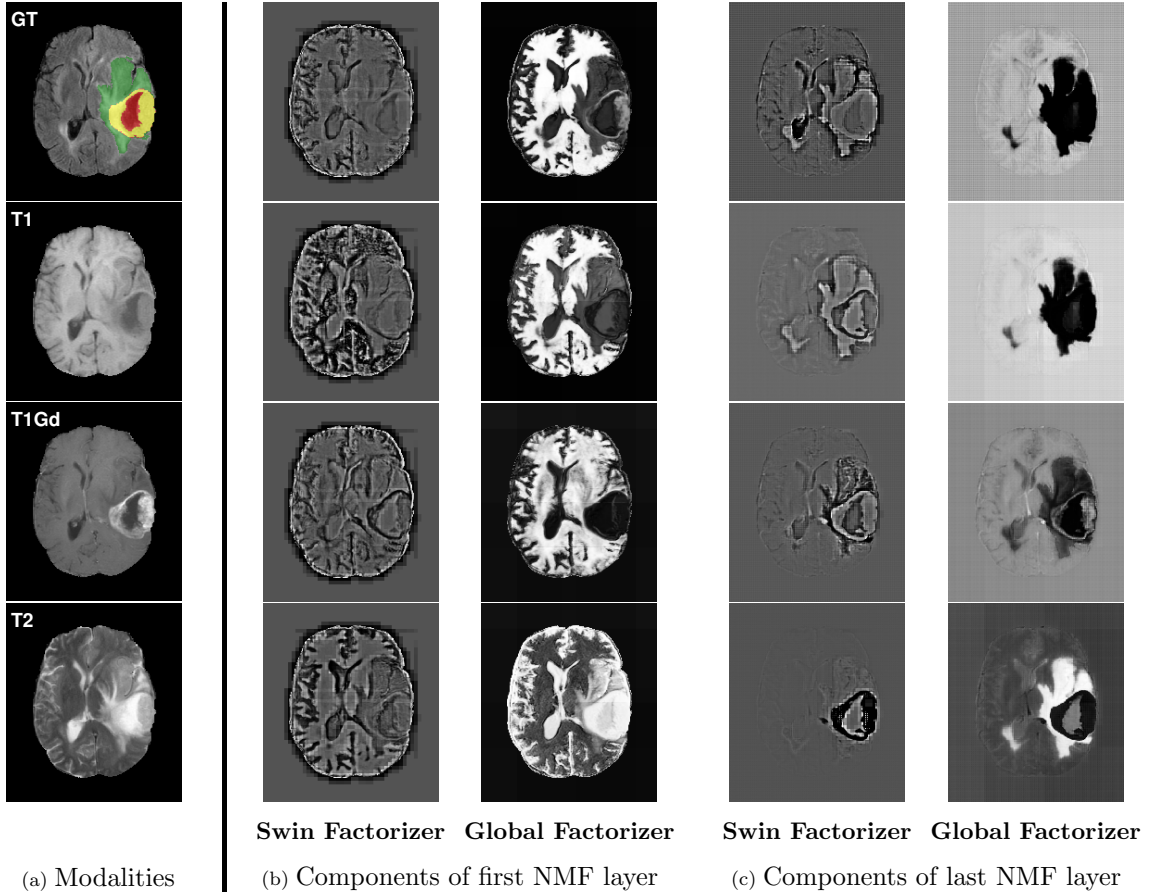 GT
T1
T1Gd
T2
Swin Factorizer Global Factorizer Swin Factorizer Global Factorizer
(a) Modalities (b) Components of first NMF layer (c) Components of last NMF layer